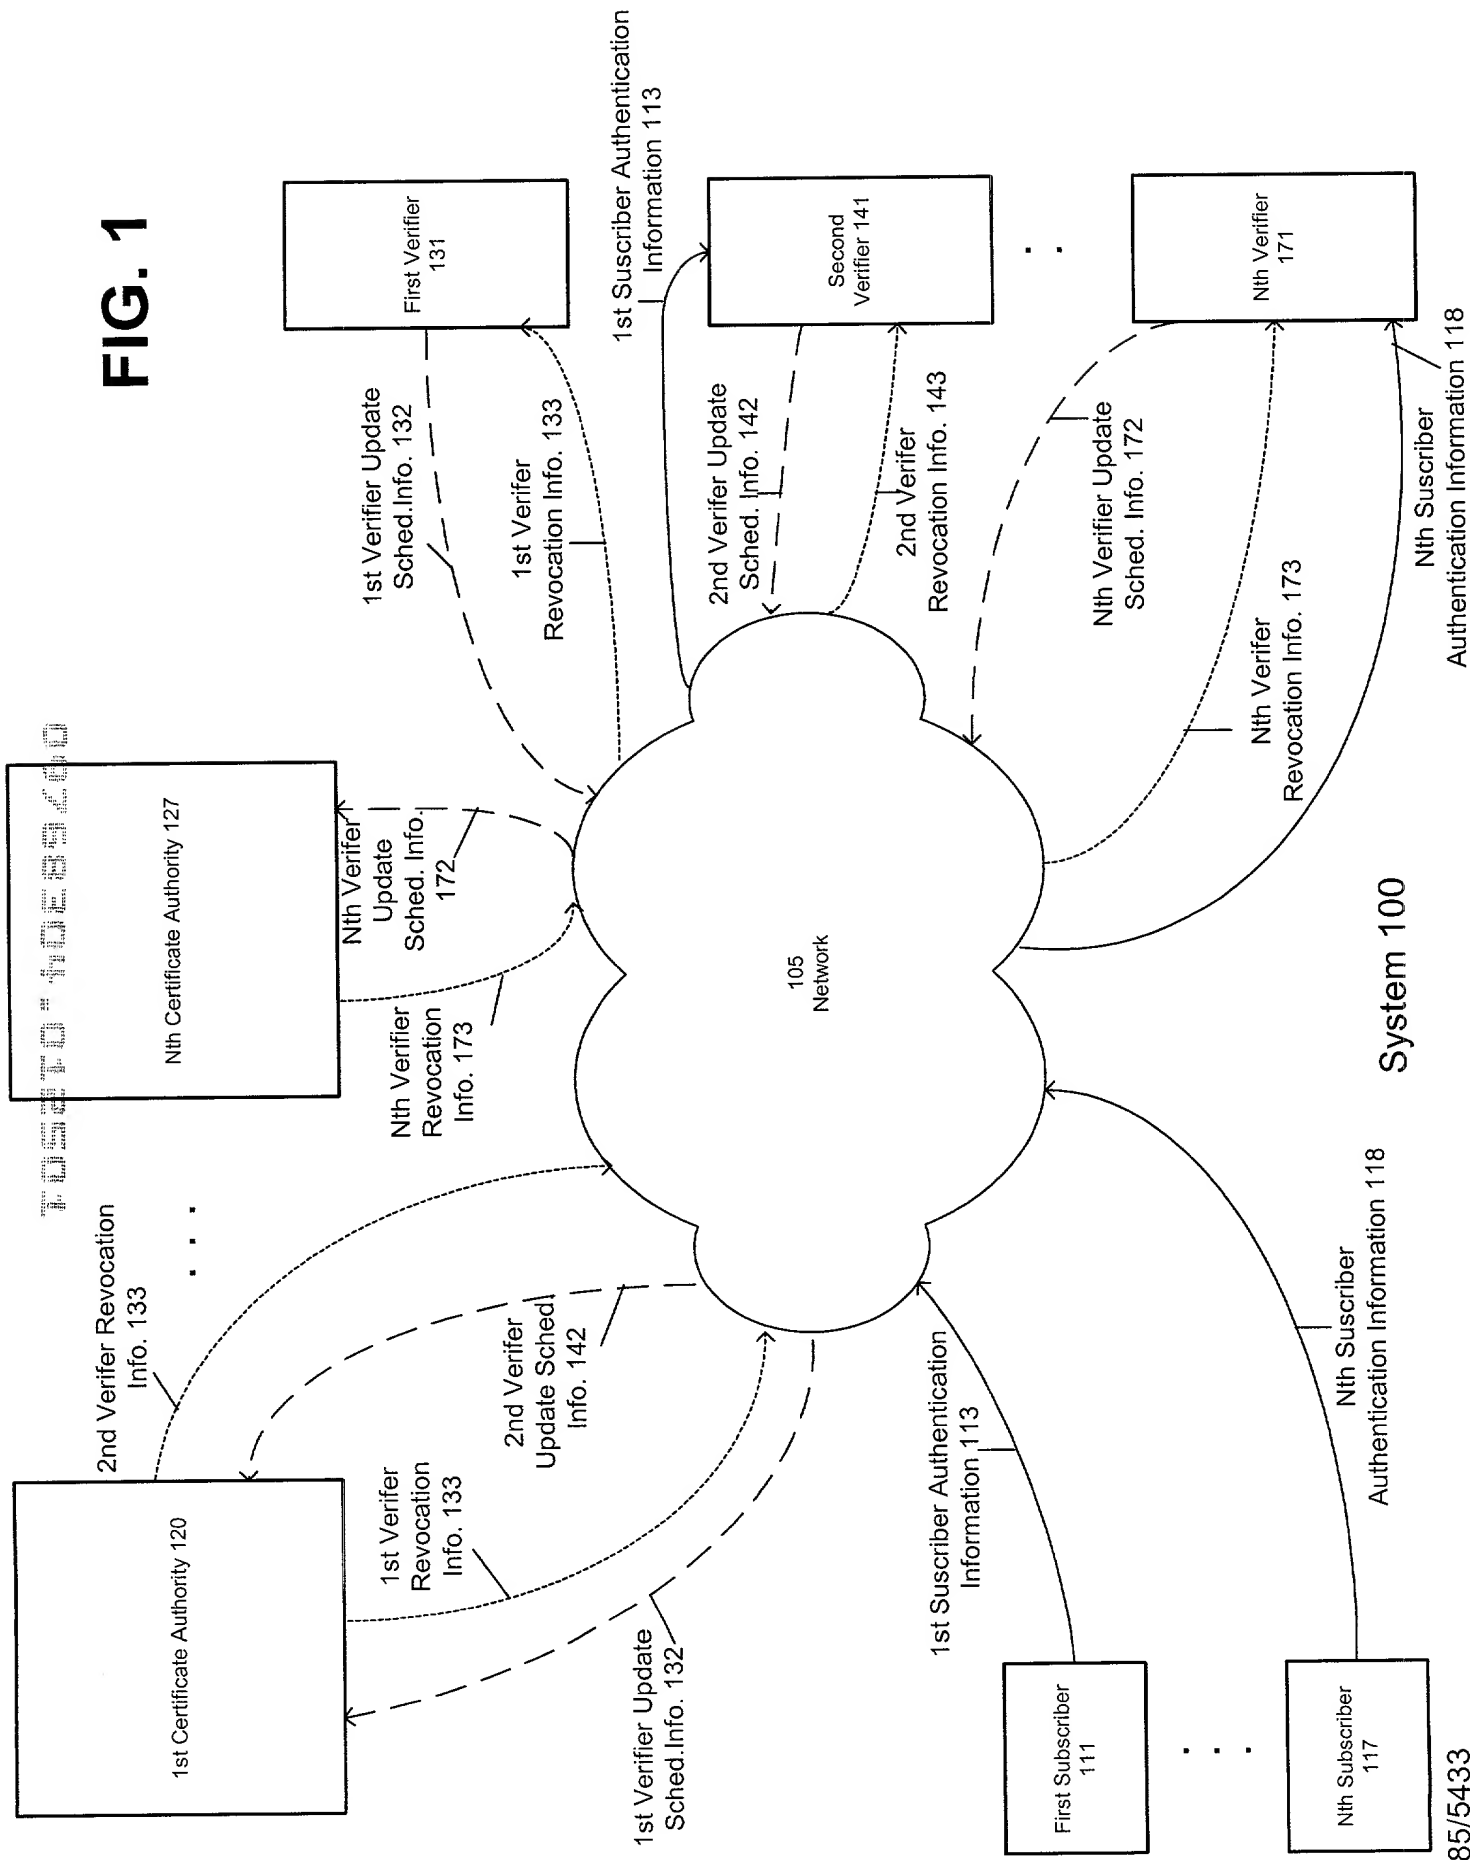 FIG. 1
1st Certificate Authority 120
2nd Verifer Revocation
Info. 133
. . .
Nth Certificate Authority 127
1st Verifer
Revocation
Info. 133
2nd Verifer
Update Sched.
Info. 142
Nth Verifier
Revocation
Info. 173
Nth Verifer
Update
Sched. Info.
172
1st Verifier Update
Sched.Info. 132
First Verifier
131
1st Verifier Update
Sched.Info. 132
1st Verifer
Revocation Info. 133
1st Suscriber Authentication
Information 113
2nd Verifer Update
Sched. Info. 142
Second
Verifier 141
2nd Verifer
Revocation Info. 143
. .
105
Network
1st Suscriber Authentication
Information 113
First Subscriber
111
. . .
Nth Subscriber
117
Nth Suscriber
Authentication Information 118
Nth Verifier Update
Sched. Info. 172
Nth Verifier
171
Nth Verifer
Revocation Info. 173
Nth Suscriber
Authentication Information 118
System 100
85/5433